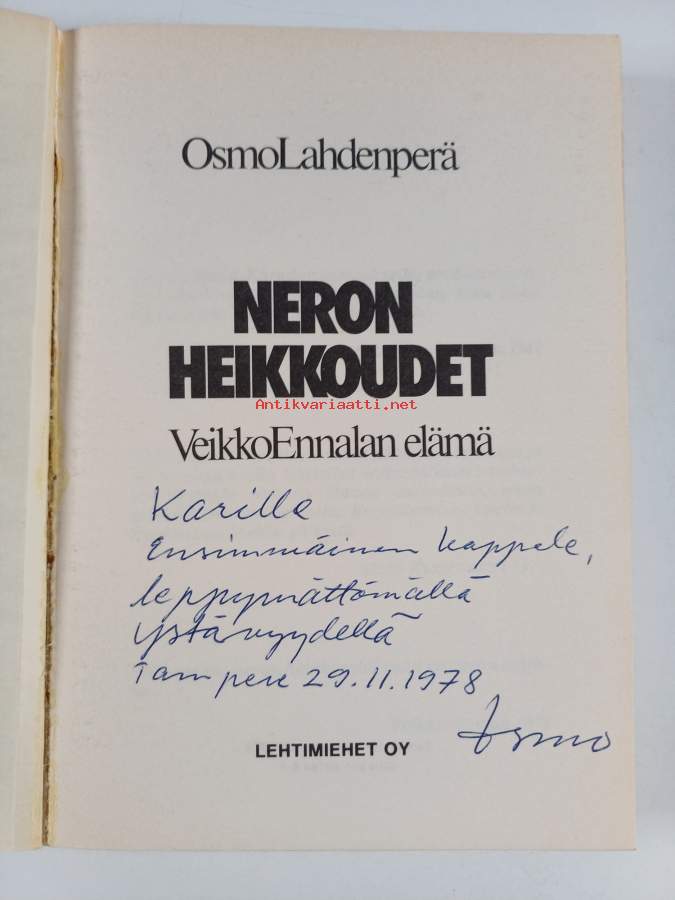 OsmoLahdenperä
NERON
HEIKKOUDET
Antikvariaatti.net
VeikkoEnnalan elämä
Karille
Ensimmäinen kappale,
leppymättömällä
ystävyydellä
Tampere 29.11.1978
Osmo
LEHTIMIEHET OY